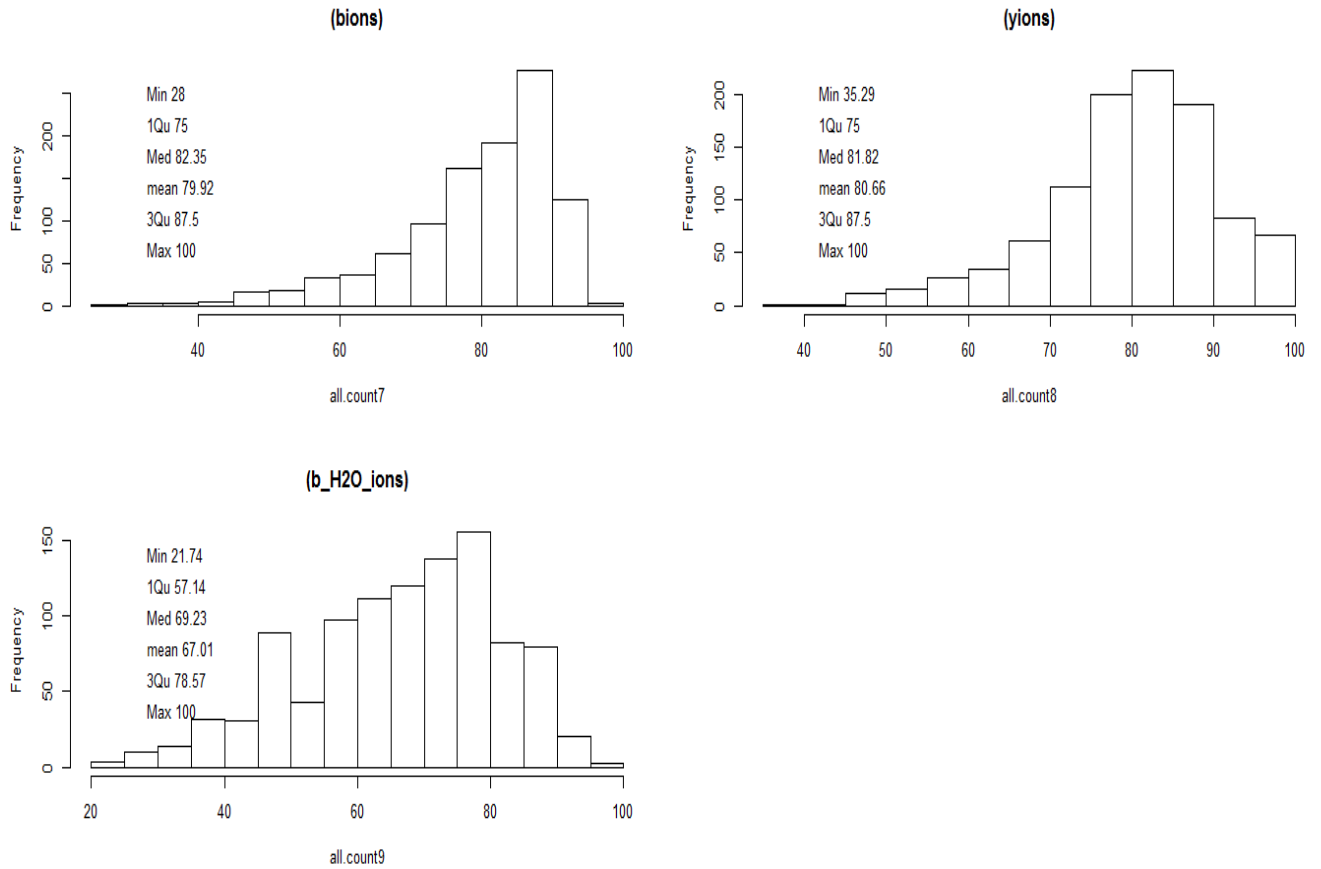 (bions)
Min 28
1Qu 75
Med 82.35
mean 79.92
3Qu 87.5
Max 100
Frequency
0 50 100 200
40 60 80 100
all.count7
(yions)
Min 35.29
1Qu 75
Med 81.82
mean 80.66
3Qu 87.5
Max 100
Frequency
0 50 100 150 200
40 50 60 70 80 90 100
all.count8
(b_H2O_ions)
Min 21.74
1Qu 57.14
Med 69.23
mean 67.01
3Qu 78.57
Max 100
Frequency
0 50 100 150
20 40 60 80 100
all.count9